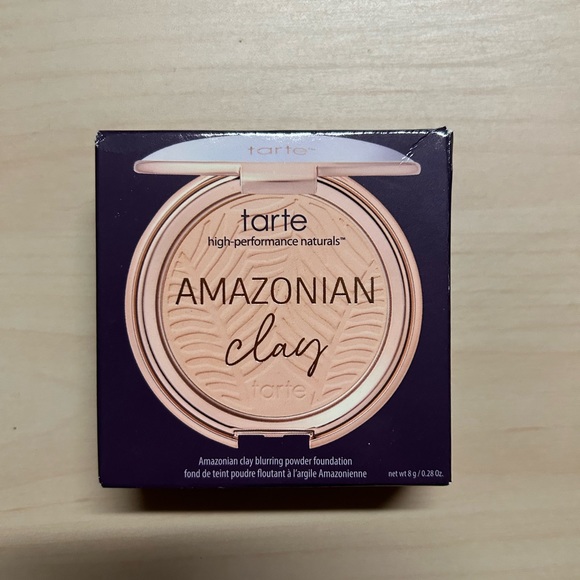 tarte™
tarte
high-performance naturals™
AMAZONIAN
clay
tarte
Amazonian clay blurring powder foundation
fond de teint poudre floutant à l'argile Amazonienne
net wt 8 g / 0.28 Oz.